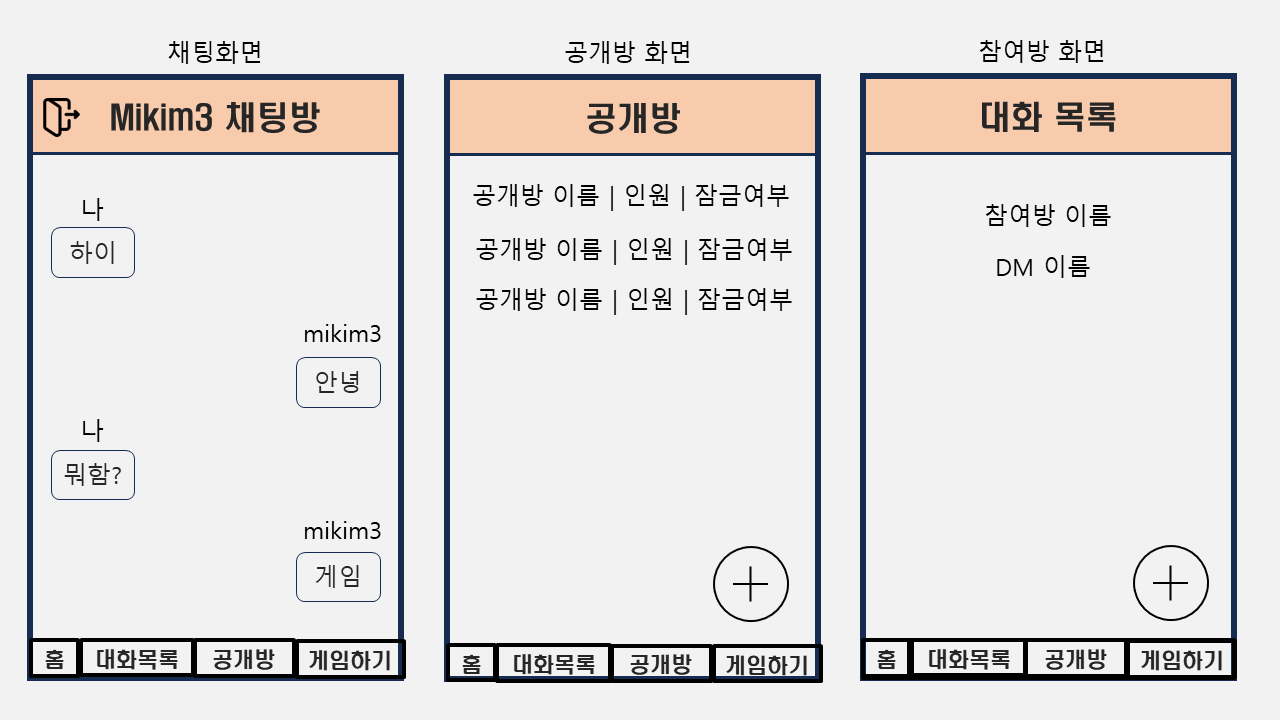 채팅화면
Mikim3 채팅방
나
하이
mikim3
안녕
나
뭐함?
mikim3
게임
홈 대화목록 공개방 게임하기
공개방 화면
공개방
공개방 이름 | 인원 | 잠금여부
공개방 이름 | 인원 | 잠금여부
공개방 이름 | 인원 | 잠금여부
홈 대화목록 공개방 게임하기
참여방 화면
대화 목록
참여방 이름
DM 이름
홈 대화목록 공개방 게임하기